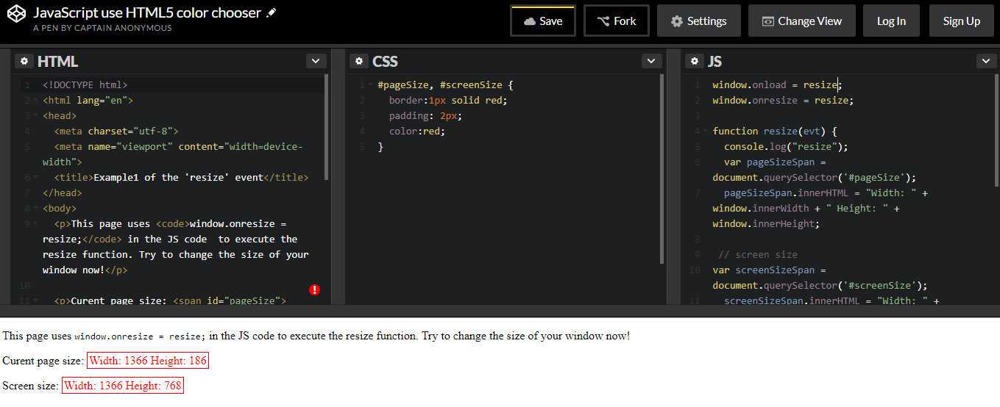 JavaScript use HTML5 color chooser
A PEN BY CAPTAIN ANONYMOUS
Save
Fork
Settings
Change View
Log In
Sign Up
HTML
1 <!DOCTYPE html>
2 <html lang="en">
3 <head>
4 <meta charset="utf-8">
5 <meta name="viewport" content="width=device-
width">
6 <title>Example1 of the 'resize' event</title>
7 </head>
8 <body>
9 <p>This page uses <code>window.onresize =
resize;</code> in the JS code  to execute the
resize function. Try to change the size of your
window now!</p>
10
11 <p>Curent page size: <span id="pageSize">
CSS
1 #pageSize, #screenSize {
2 border:1px solid red;
3 padding: 2px;
4 color:red;
5 }
JS
1 window.onload = resize;
2 window.onresize = resize;
3
4 function resize(evt) {
5 console.log("resize");
6 var pageSizeSpan =
document.querySelector('#pageSize');
7 pageSizeSpan.innerHTML = "Width: " +
window.innerWidth + " Height: " +
window.innerHeight;
8
9 // screen size
10 var screenSizeSpan =
document.querySelector('#screenSize');
11 screenSizeSpan.innerHTML = "Width: " +
This page uses window.onresize = resize; in the JS code to execute the resize function. Try to change the size of your window now!
Curent page size: Width: 1366 Height: 186
Screen size: Width: 1366 Height: 768